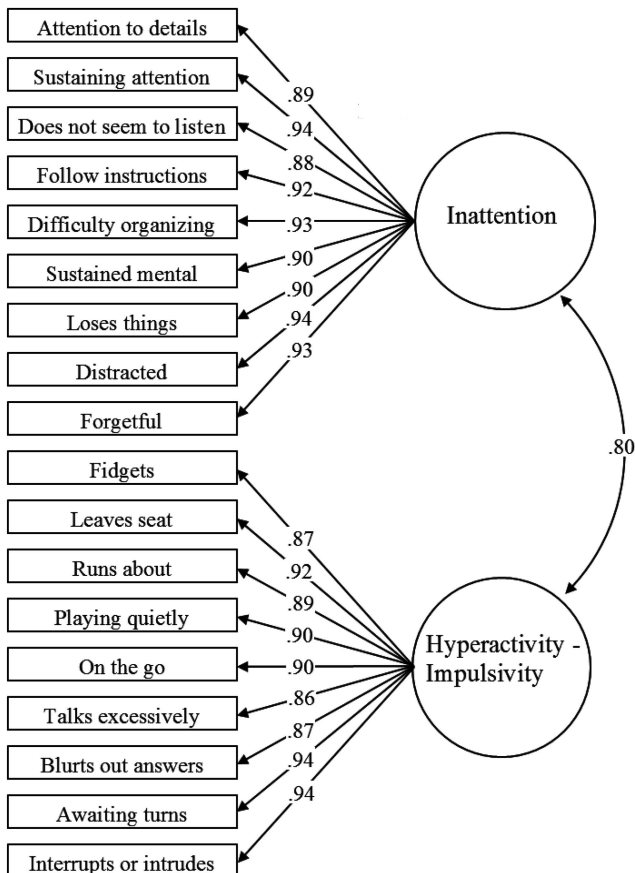 Attention to details
Sustaining attention
Does not seem to listen
Follow instructions
Difficulty organizing
Sustained mental
Loses things
Distracted
Forgetful
Fidgets
Leaves seat
Runs about
Playing quietly
On the go
Talks excessively
Blurts out answers
Awaiting turns
Interrupts or intrudes
.89
.94
.88
.92
.93
.90
.90
.94
.93
.87
.92
.89
.90
.90
.86
.87
.94
.94
Inattention
.80
Hyperactivity -
Impulsivity